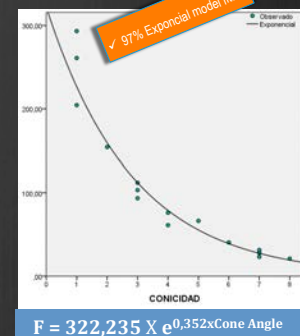 ✓ 97% Exponcial model
Observado
Exponencial
300,00
200,00
100,00
,00
0 1 2 3 4 5 6 7 8
CONICIDAD
F = 322,235 X e0,352xCone Angle